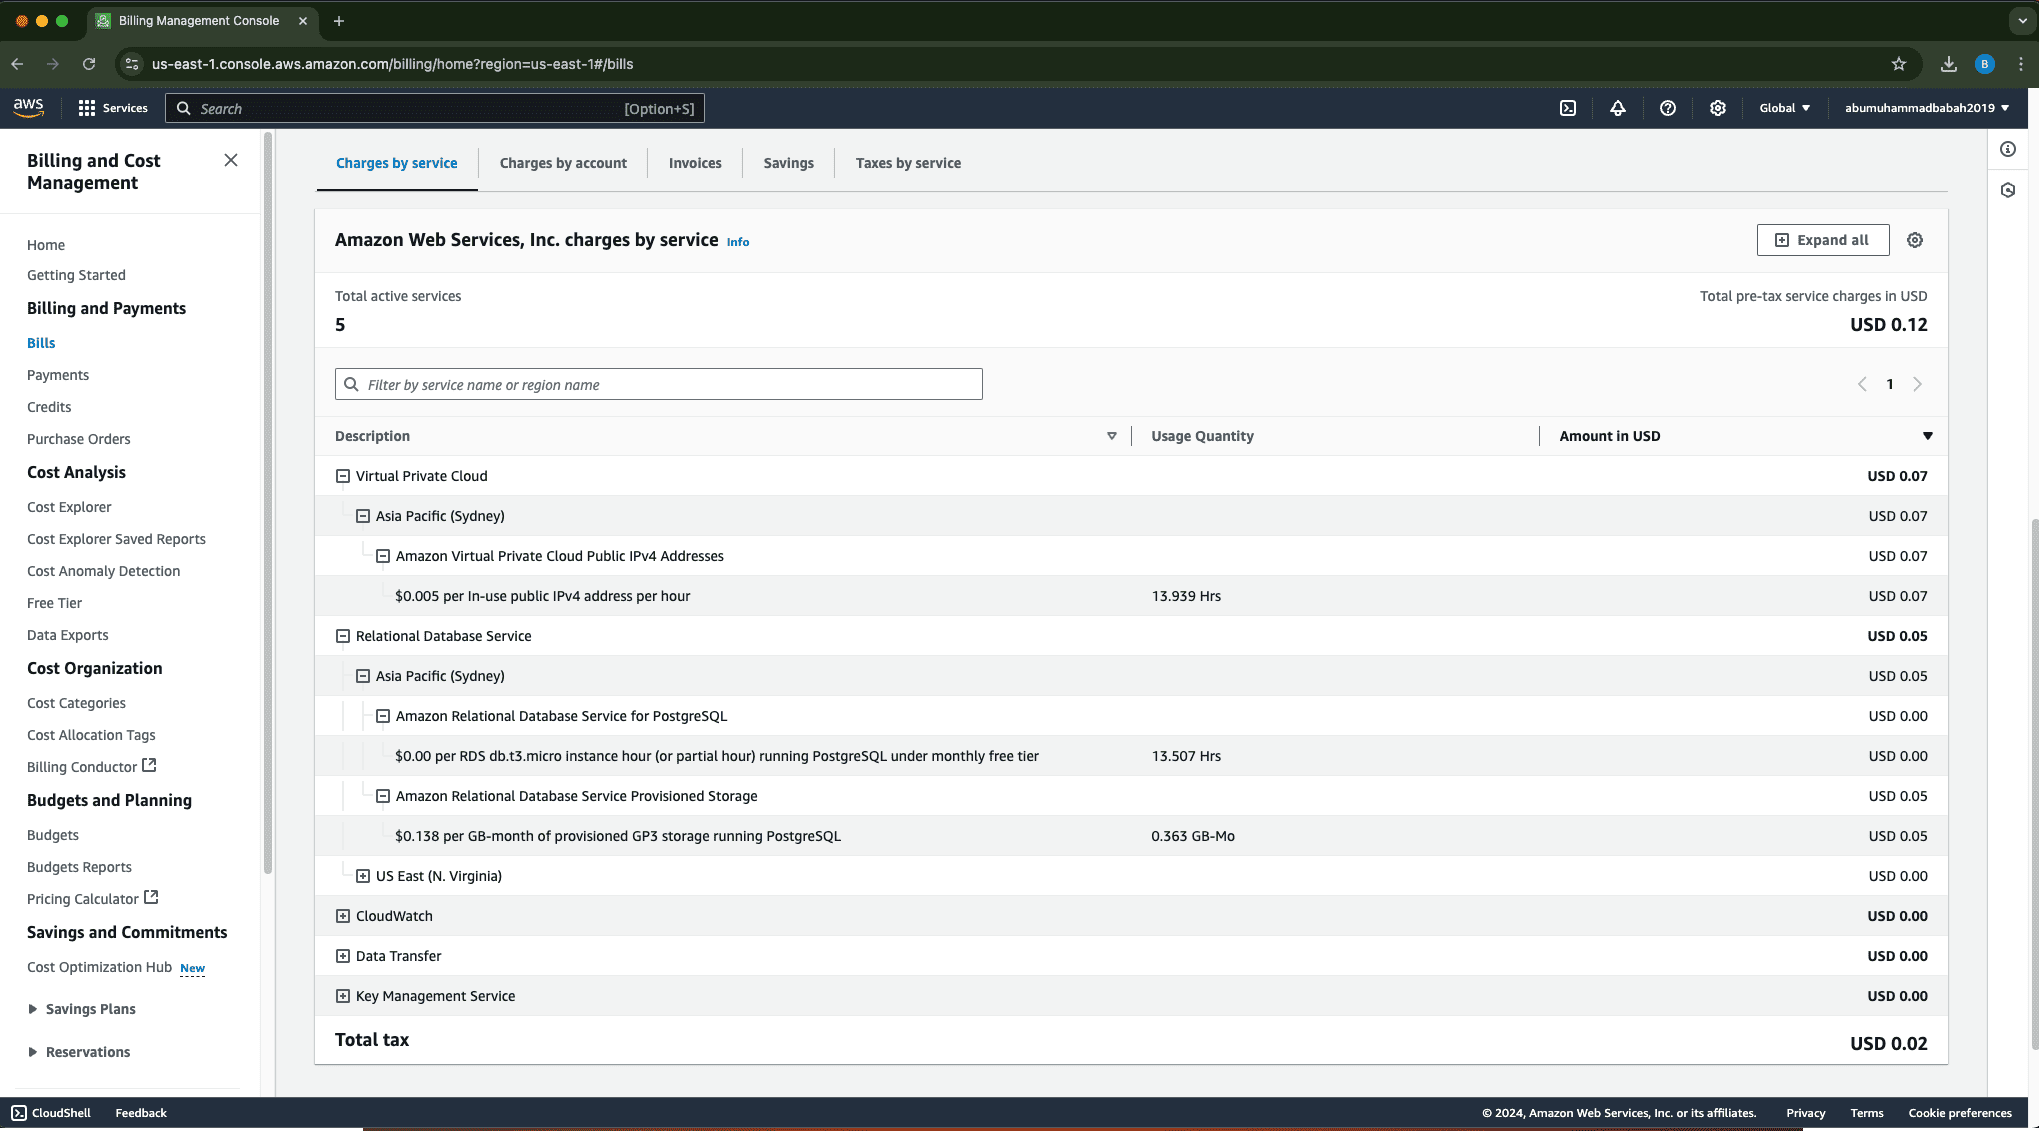 Billing Management Console
us-east-1.console.aws.amazon.com/billing/home?region=us-east-1#/bills
B
aws
Services
Search
[Option+S]
Global
abumuhammadbabah2019
Billing and Cost
Management
Home
Getting Started
Billing and Payments
Bills
Payments
Credits
Purchase Orders
Cost Analysis
Cost Explorer
Cost Explorer Saved Reports
Cost Anomaly Detection
Free Tier
Data Exports
Cost Organization
Cost Categories
Cost Allocation Tags
Billing Conductor
Budgets and Planning
Budgets
Budgets Reports
Pricing Calculator
Savings and Commitments
Cost Optimization Hub New
Savings Plans
Reservations
Charges by service Charges by account Invoices Savings Taxes by service
Amazon Web Services, Inc. charges by service Info
Expand all
Total active services Total pre-tax service charges in USD
5 USD 0.12
Filter by service name or region name
1
Description Usage Quantity Amount in USD
Virtual Private Cloud USD 0.07
Asia Pacific (Sydney) USD 0.07
Amazon Virtual Private Cloud Public IPv4 Addresses USD 0.07
$0.005 per In-use public IPv4 address per hour 13.939 Hrs USD 0.07
Relational Database Service USD 0.05
Asia Pacific (Sydney) USD 0.05
Amazon Relational Database Service for PostgreSQL USD 0.00
$0.00 per RDS db.t3.micro instance hour (or partial hour) running PostgreSQL under monthly free tier 13.507 Hrs USD 0.00
Amazon Relational Database Service Provisioned Storage USD 0.05
$0.138 per GB-month of provisioned GP3 storage running PostgreSQL 0.363 GB-Mo USD 0.05
US East (N. Virginia) USD 0.00
CloudWatch USD 0.00
Data Transfer USD 0.00
Key Management Service USD 0.00
Total tax USD 0.02
CloudShell Feedback © 2024, Amazon Web Services, Inc. or its affiliates. Privacy Terms Cookie preferences